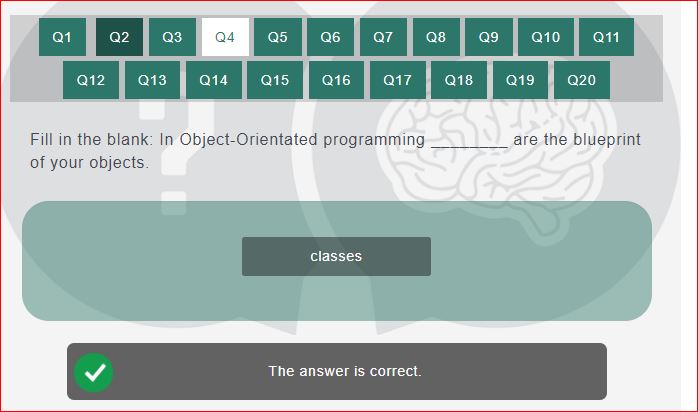 Q1 Q2 Q3 Q4 Q5 Q6 Q7 Q8 Q9 Q10 Q11
Q12 Q13 Q14 Q15 Q16 Q17 Q18 Q19 Q20
Fill in the blank: In Object-Orientated programming ________ are the blueprint
of your objects.
classes
The answer is correct.